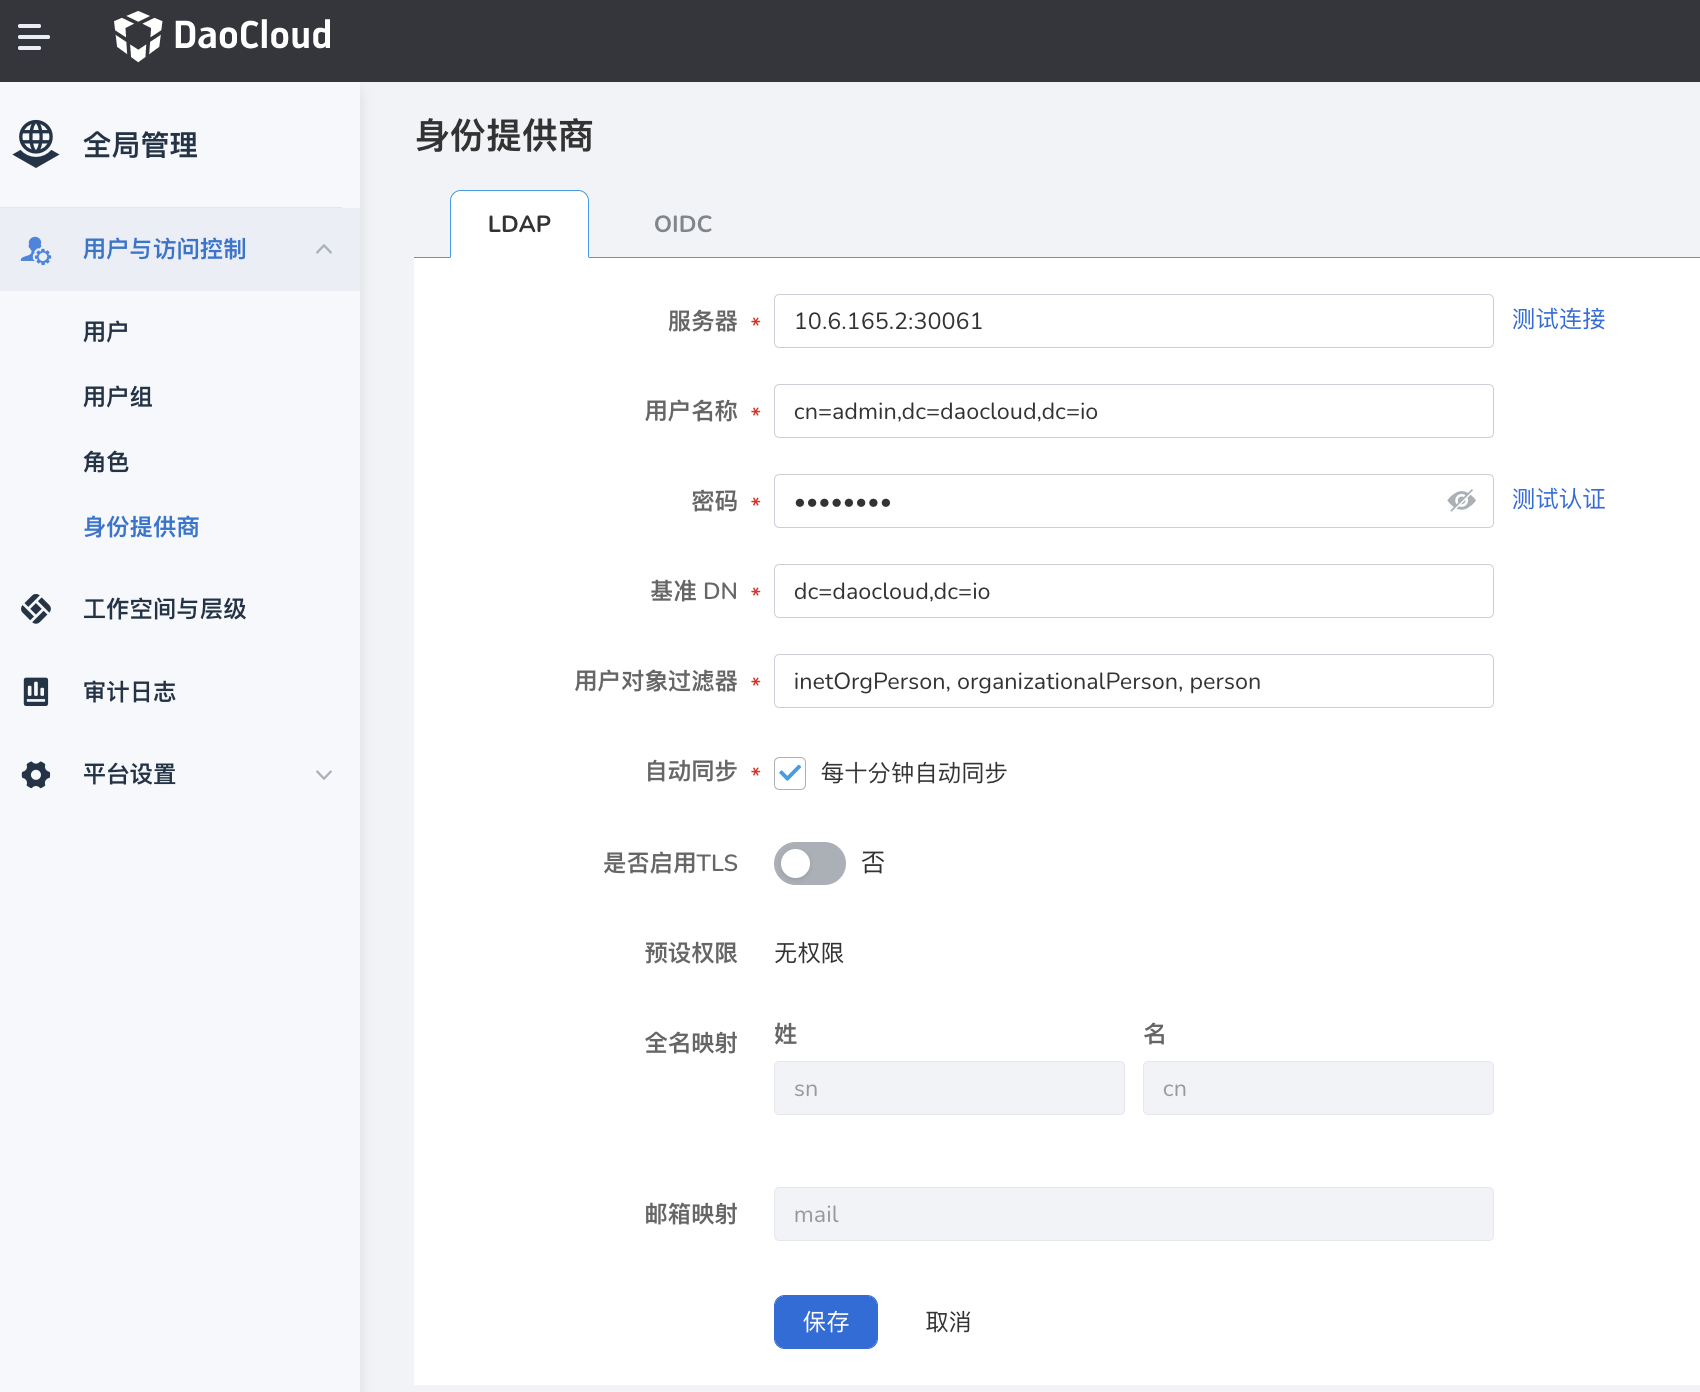 DaoCloud
全局管理
用户与访问控制
用户
用户组
角色
身份提供商
工作空间与层级
审计日志
平台设置
身份提供商
LDAP OIDC
服务器 * 10.6.165.2:30061 测试连接
用户名称 * cn=admin,dc=daocloud,dc=io
密码 * •••••••• 测试认证
基准 DN * dc=daocloud,dc=io
用户对象过滤器 * inetOrgPerson, organizationalPerson, person
自动同步 * 每十分钟自动同步
是否启用TLS 否
预设权限 无权限
全名映射 姓 名
sn cn
邮箱映射 mail
保存 取消